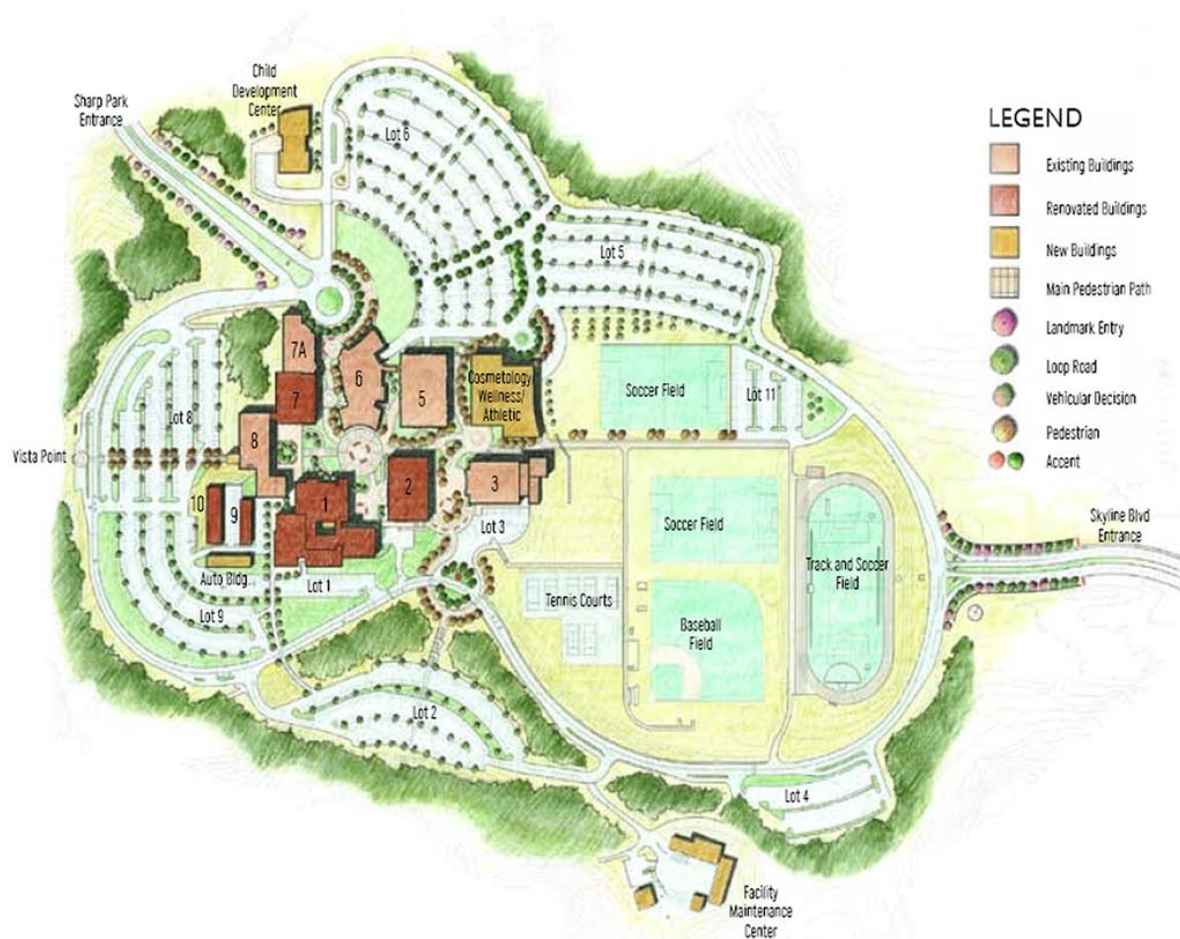 Child
Development
Center
Sharp Park
Entrance
Lot 6
LEGEND
Existing Buildings
Renovated Buildings
New Buildings
Main Pedestrian Path
Landmark Entry
Loop Road
Vehicular Decision
Pedestrian
Accent
Lot 5
7A
6
5
Cosmetology
Wellness/
Athletic
Soccer Field
Lot 11
7
Lot 8
8
Vista Point
10
9
1
2
3
Lot 3
Soccer Field
Skyline Blvd
Entrance
Track and Soccer
Field
Auto Bldg.
Lot 1
Tennis Courts
Lot 9
Baseball
Field
Lot 2
Lot 4
Facility
Maintenance
Center